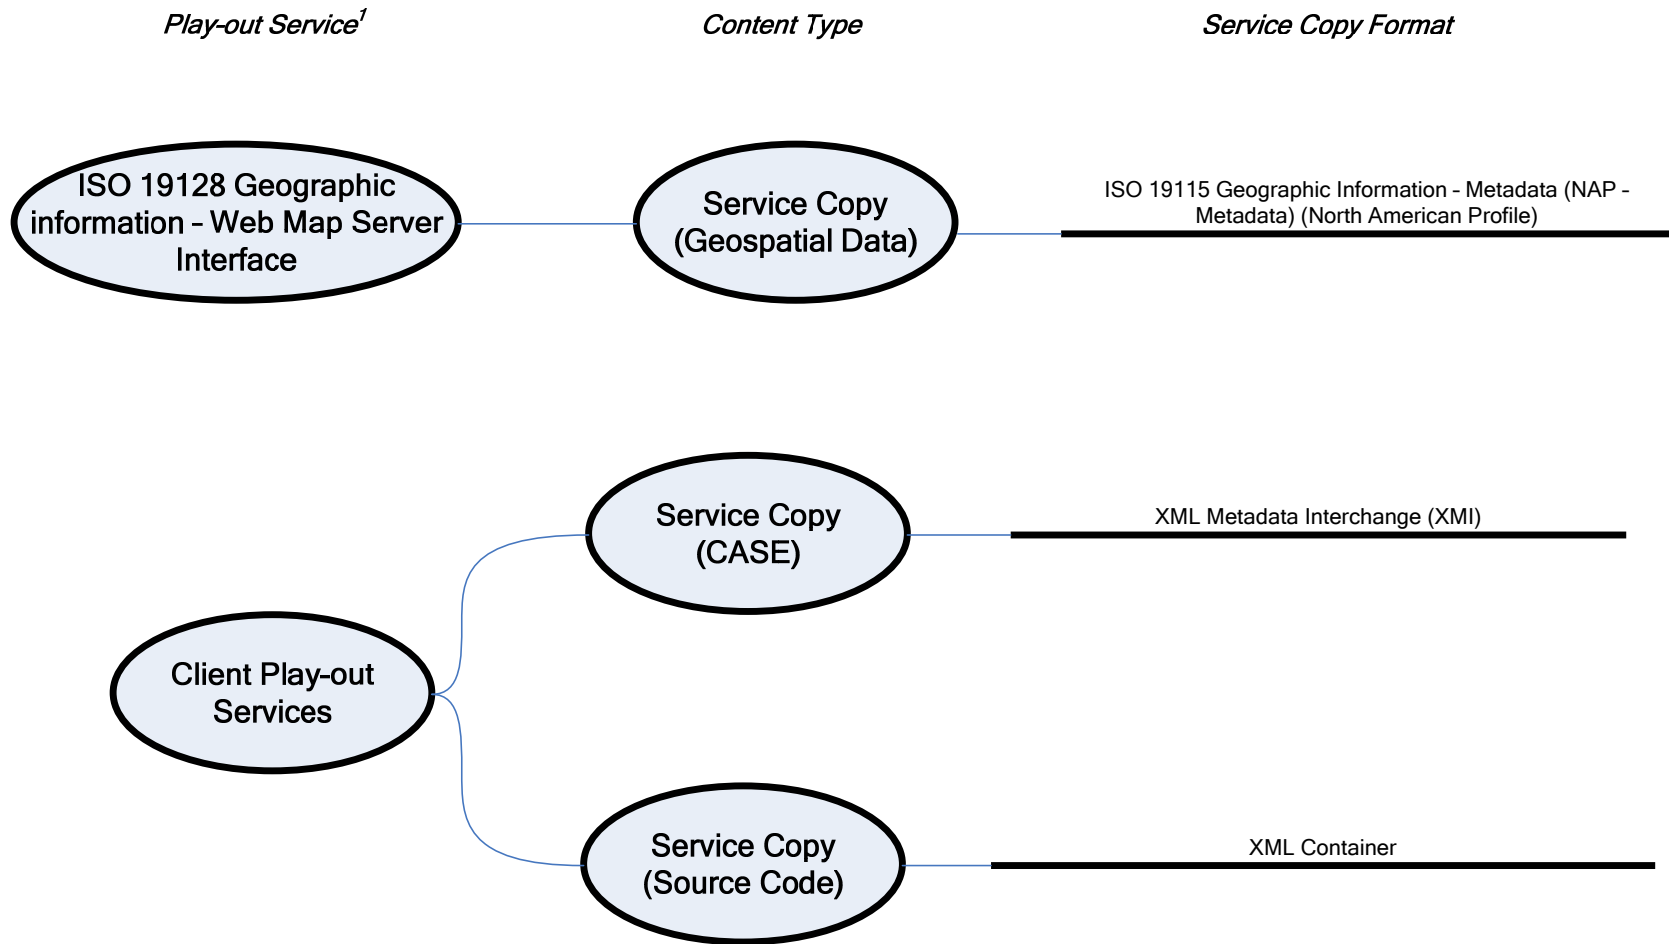 Play-out Service¹
Content Type
Service Copy Format
ISO 19128 Geographic
information – Web Map Server
Interface
Service Copy
(Geospatial Data)
ISO 19115 Geographic Information – Metadata (NAP –
Metadata) (North American Profile)
Service Copy
(CASE)
XML Metadata Interchange (XMI)
Client Play-out
Services
Service Copy
(Source Code)
XML Container